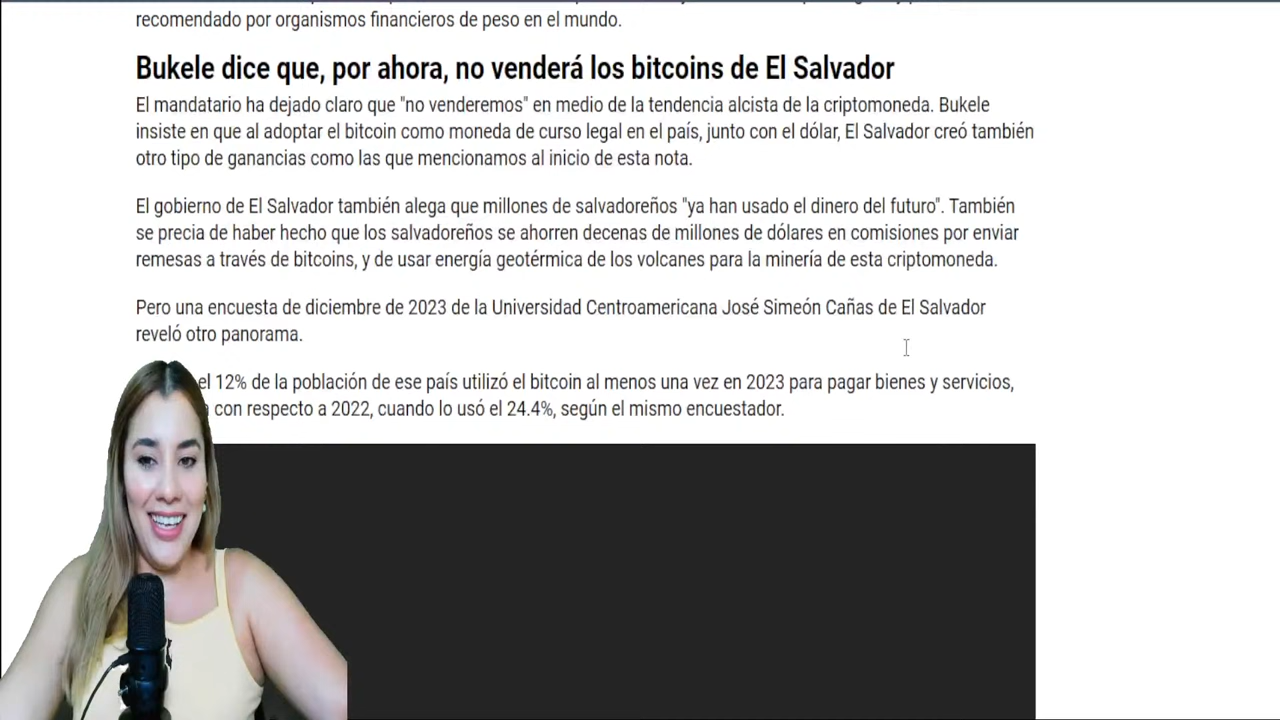 recomendado por organismos financieros de peso en el mundo.
Bukele dice que, por ahora, no venderá los bitcoins de El Salvador
El mandatario ha dejado claro que "no venderemos" en medio de la tendencia alcista de la criptomoneda. Bukele
insiste en que al adoptar el bitcoin como moneda de curso legal en el país, junto con el dólar, El Salvador creó también
otro tipo de ganancias como las que mencionamos al inicio de esta nota.
El gobierno de El Salvador también alega que millones de salvadoreños "ya han usado el dinero del futuro". También
se precia de haber hecho que los salvadoreños se ahorren decenas de millones de dólares en comisiones por enviar
remesas a través de bitcoins, y de usar energía geotérmica de los volcanes para la minería de esta criptomoneda.
Pero una encuesta de diciembre de 2023 de la Universidad Centroamericana José Simeón Cañas de El Salvador
reveló otro panorama.
el 12% de la población de ese país utilizó el bitcoin al menos una vez en 2023 para pagar bienes y servicios,
con respecto a 2022, cuando lo usó el 24.4%, según el mismo encuestador.